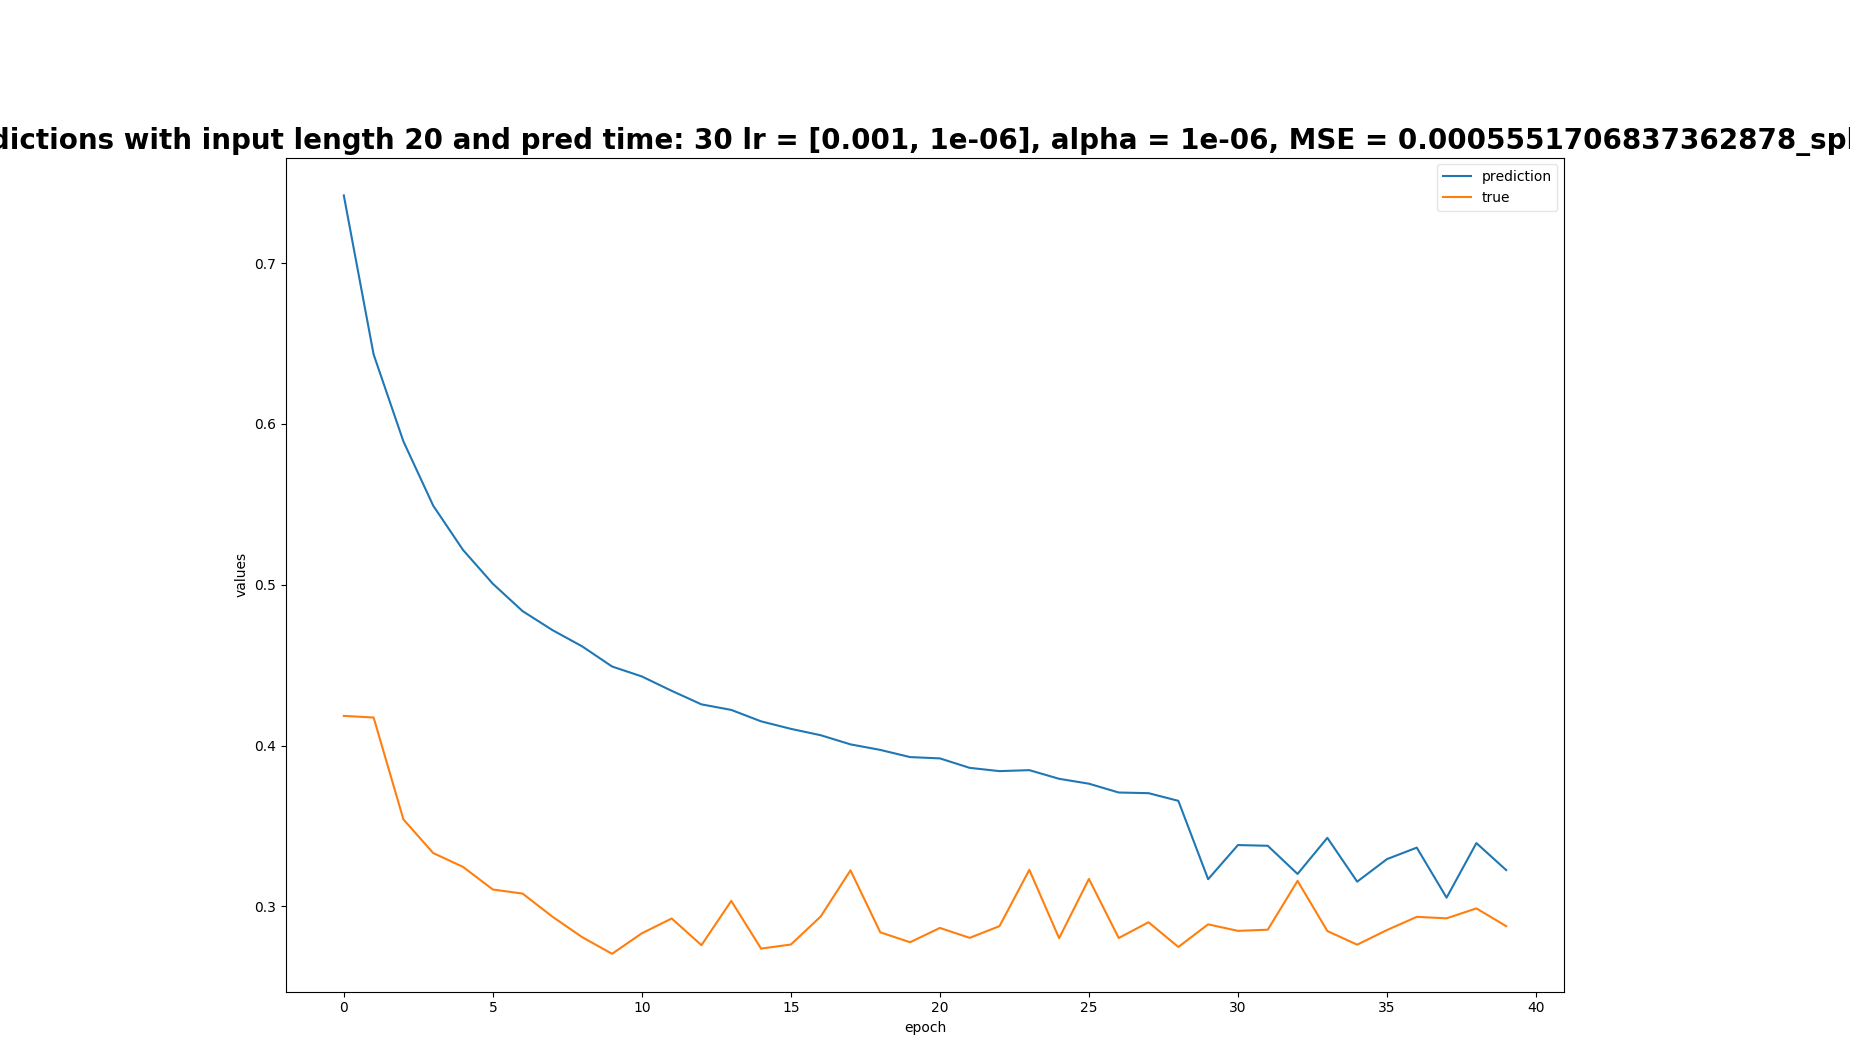 dictions with input length 20 and pred time: 30 lr = [0.001, 1e-06], alpha = 1e-06, MSE = 0.0005551706837362878_spl
prediction
true
0.7
0.6
0.5
0.4
0.3
values
0 5 10 15 20 25 30 35 40
epoch